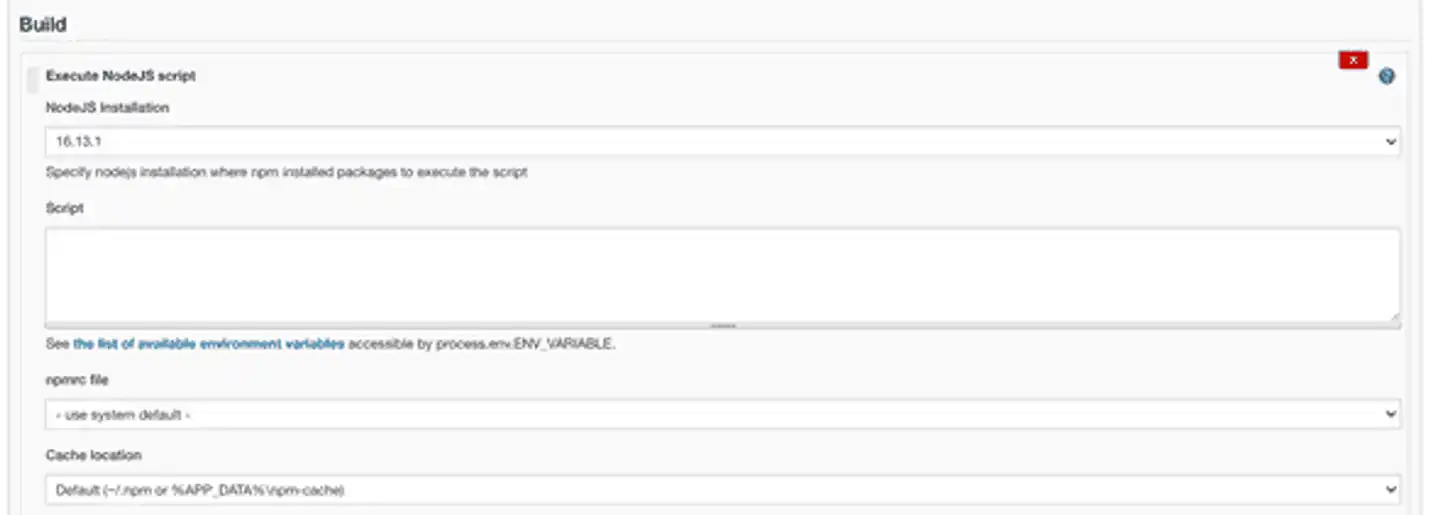 Build
Execute NodeJS script
X
NodeJS Installation
16.13.1
Specify nodejs installation where npm installed packages to execute the script
Script
See the list of available environment variables accessible by process.env.ENV_VARIABLE.
npmrc file
- use system default -
Cache location
Default (~/.npm or %APP_DATA%\npm-cache)